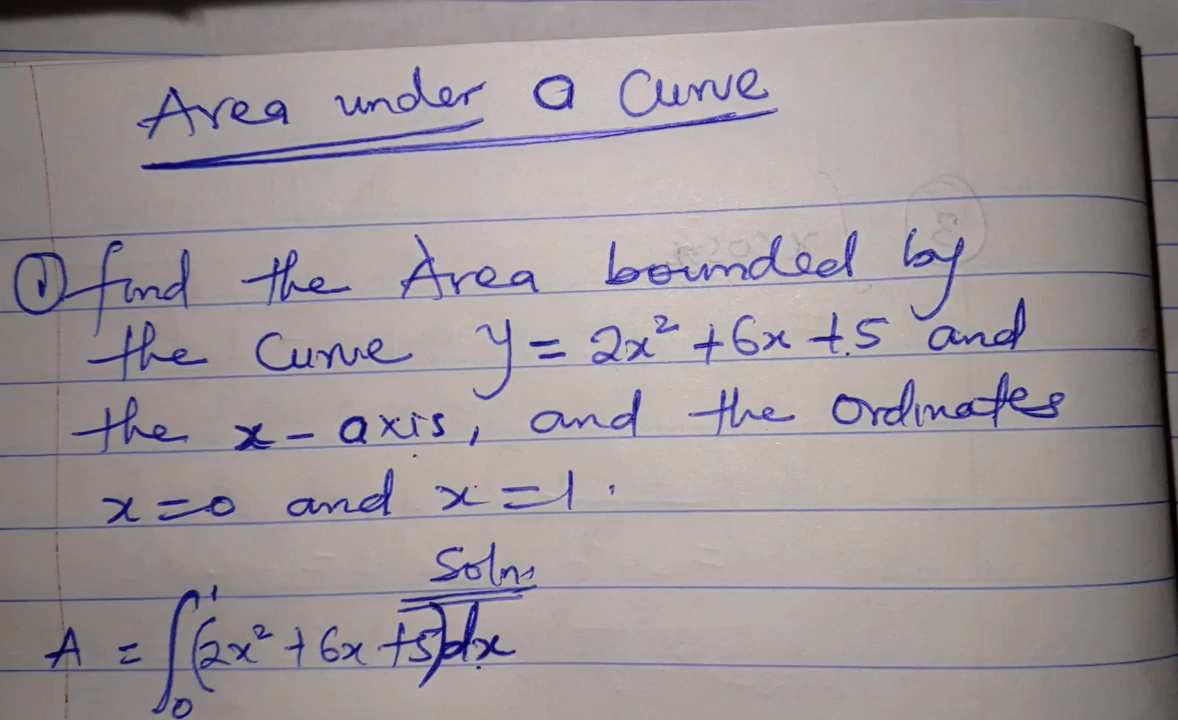 Area under a Curve
① find the Area bounded by
the Curve y = 2x² + 6x + 5 and
the x-axis, and the Ordinates
x=0 and x=1.
Soln
A = ∫₀¹ (2x² + 6x + 5)dx